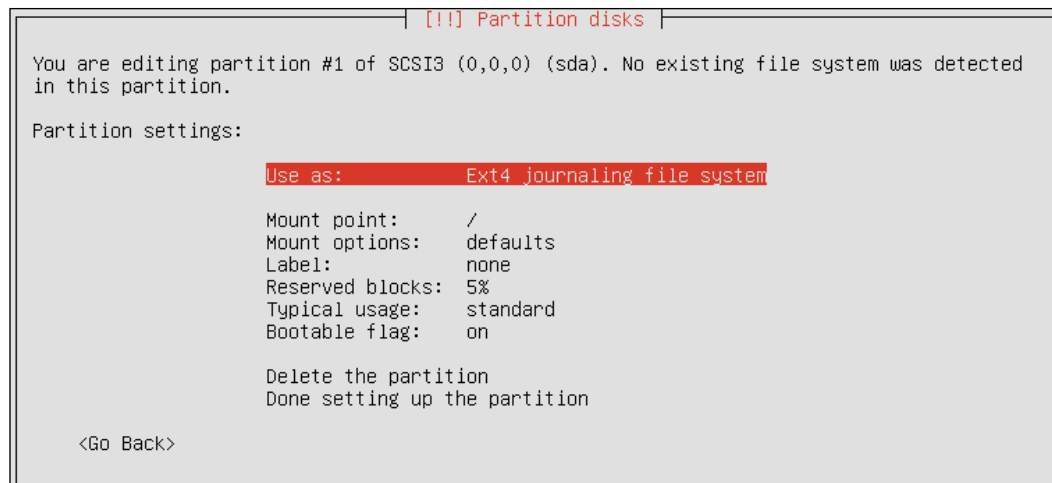 [!!] Partition disks
You are editing partition #1 of SCSI3 (0,0,0) (sda). No existing file system was detected
in this partition.
Partition settings:
Use as: Ext4 journaling file system
Mount point: /
Mount options: defaults
Label: none
Reserved blocks: 5%
Typical usage: standard
Bootable flag: on
Delete the partition
Done setting up the partition
<Go Back>